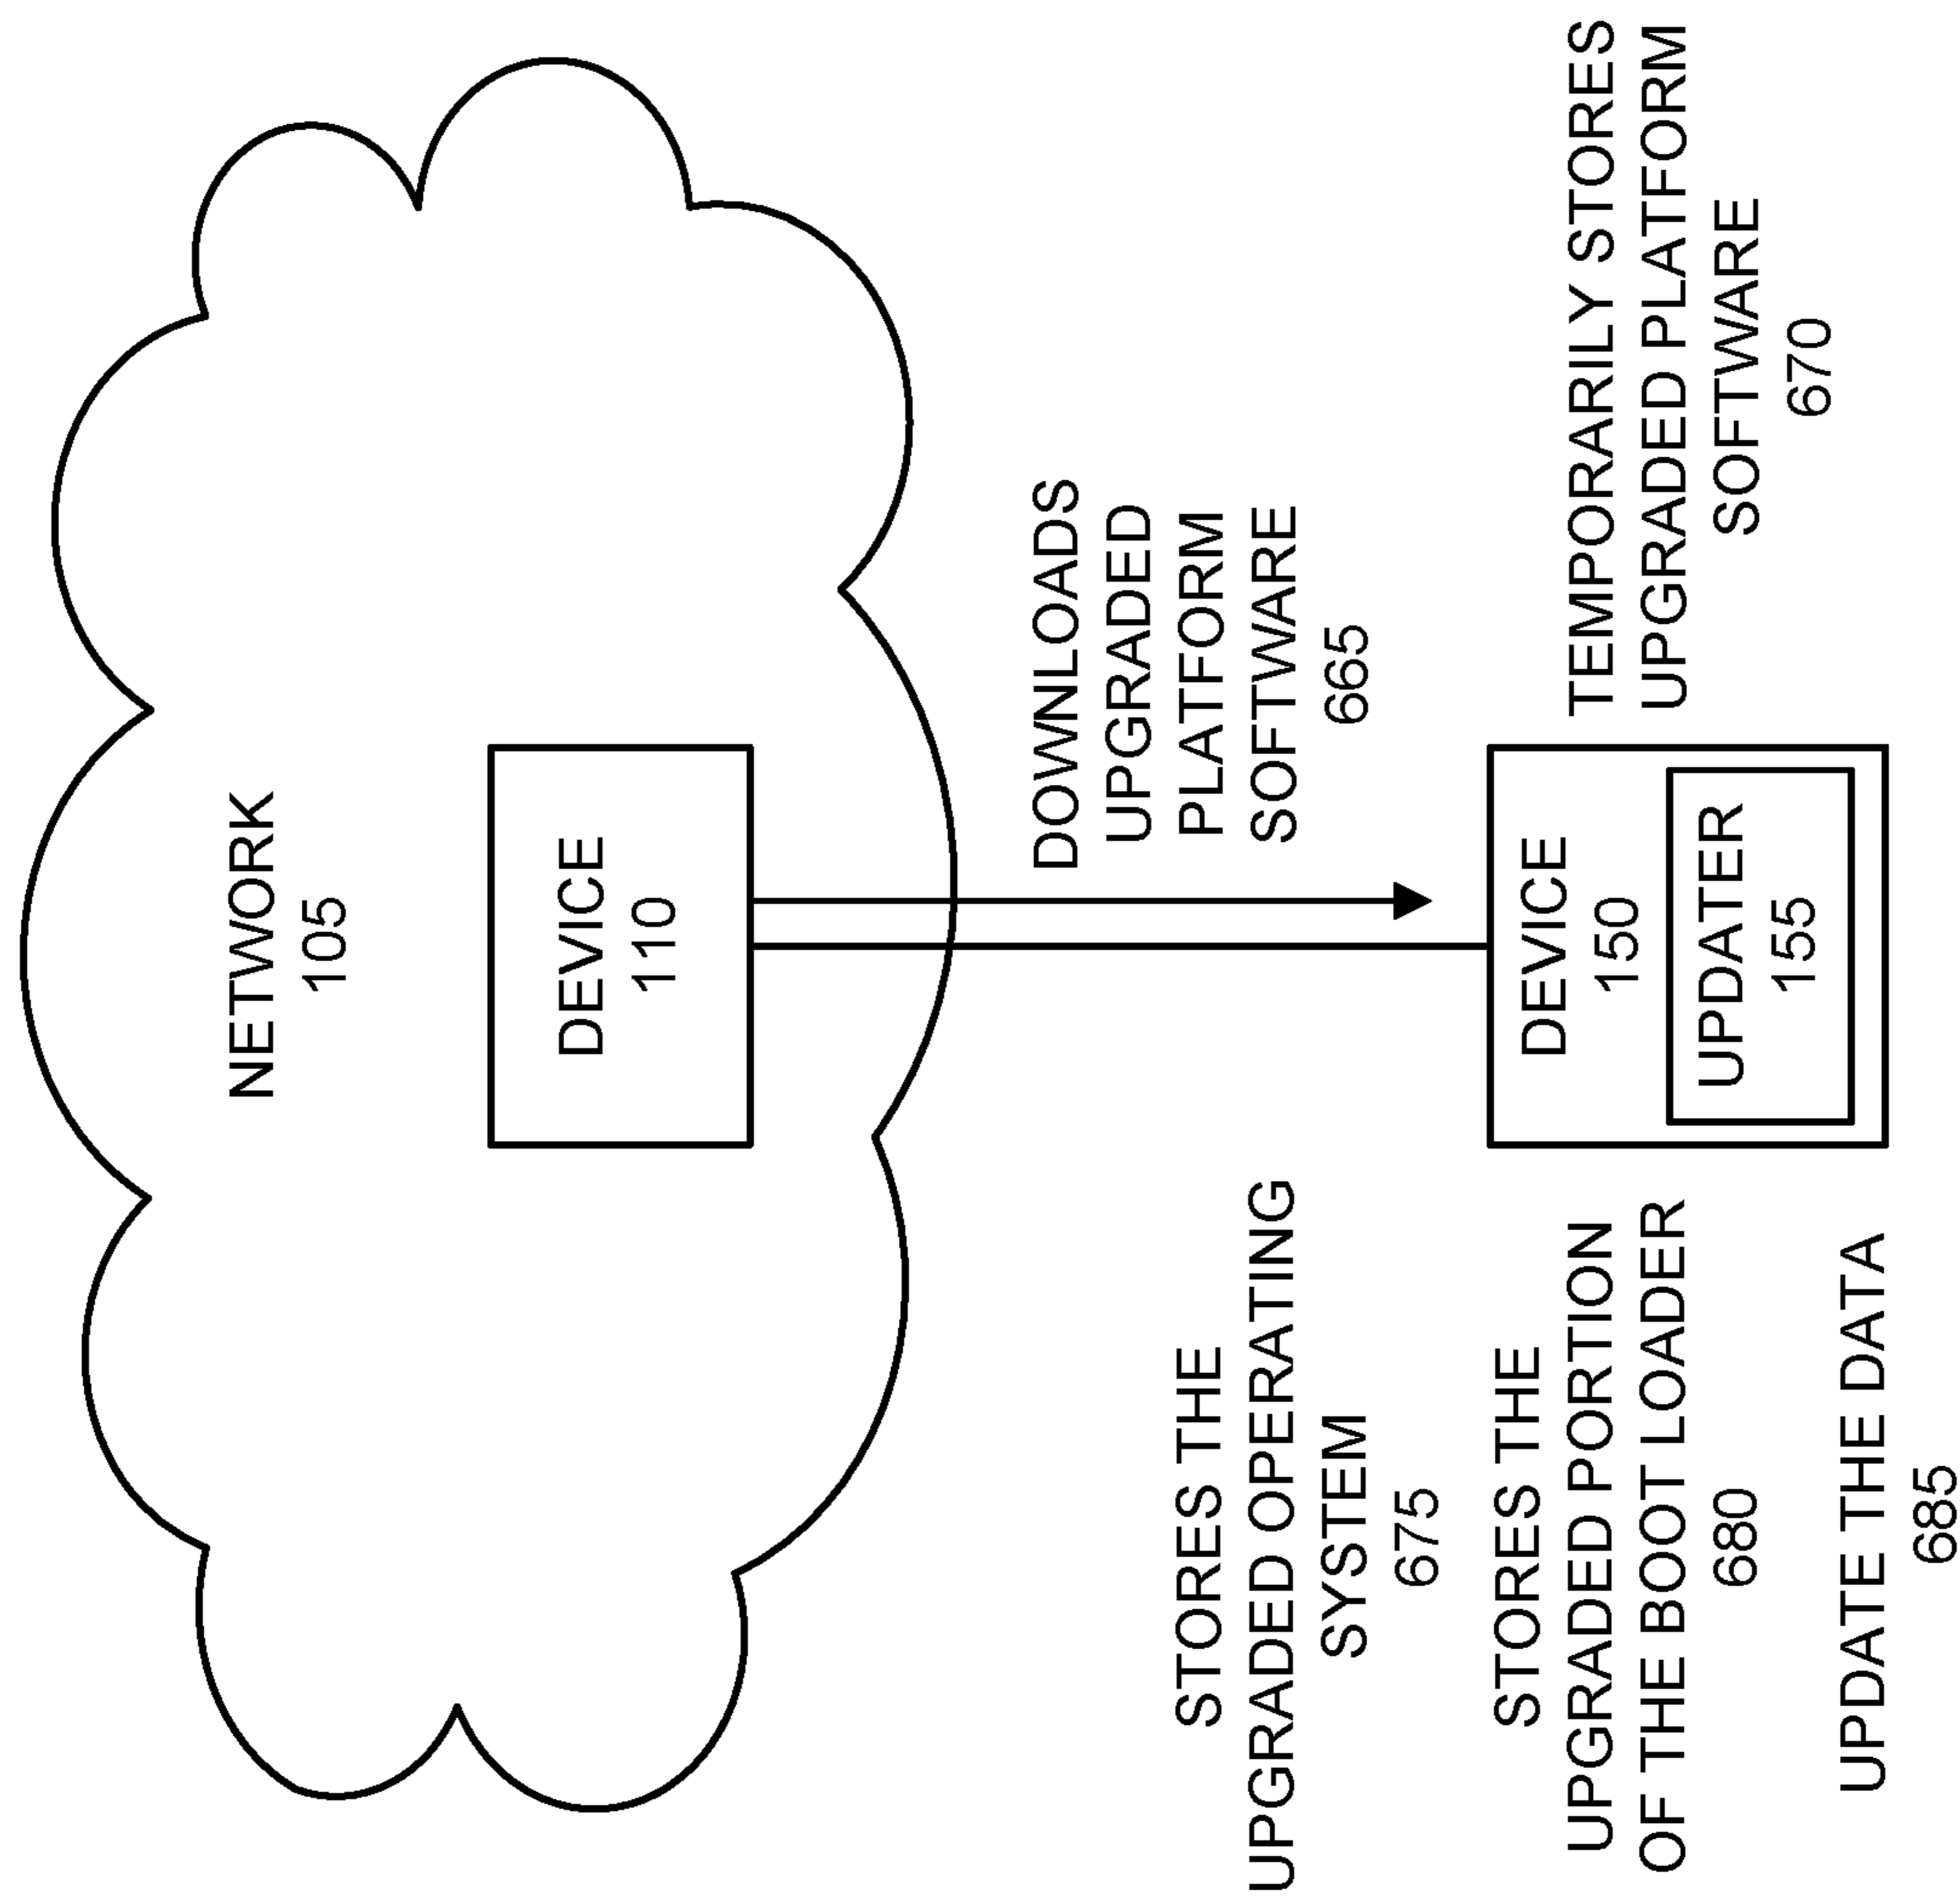 NETWORK
105
DEVICE
110
DOWNLOADS
UPGRADED
PLATFORM
SOFTWARE
665
DEVICE
150
UPDATER
155
TEMPORARILY STORES
UPGRADED PLATFORM
SOFTWARE
670
STORES THE
UPGRADED OPERATING
SYSTEM
675
STORES THE
UPGRADED PORTION
OF THE BOOT LOADER
680
UPDATE THE DATA
685